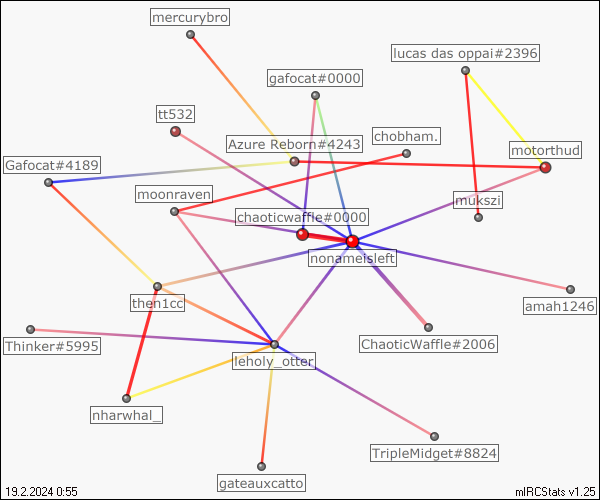 mercurybro
lucas das oppai#2396
gafocat#0000
tt532
chobham.
Azure Reborn#4243
motorthud
Gafocat#4189
moonraven
mukszi
chaoticwaffle#0000
nonameisleft
then1cc
amah1246
Thinker#5995
ChaoticWaffle#2006
leholy_otter
nharwhal_
TripleMidget#8824
gateauxcatto
19.2.2024 0:55
mIRCStats v1.25